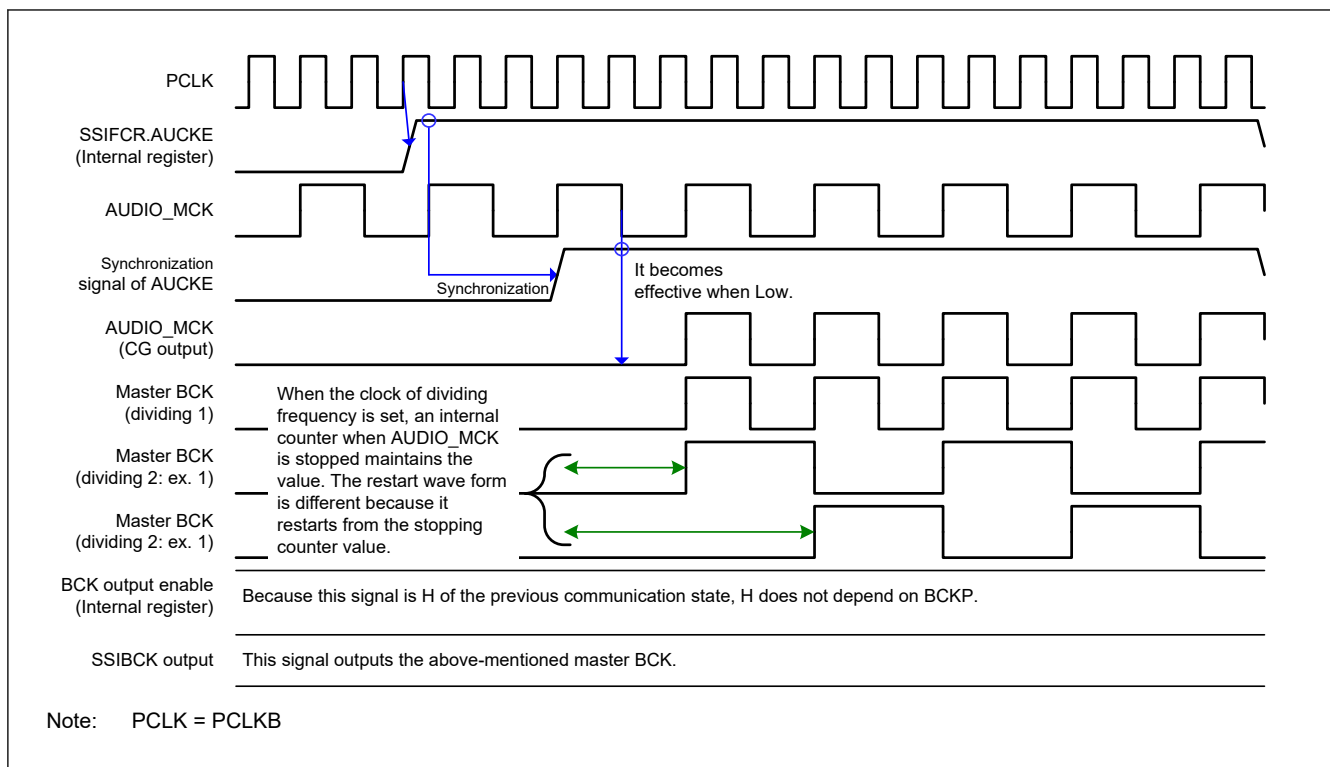 PCLK
SSIFCR.AUCKE
(Internal register)
AUDIO_MCK
Synchronization
signal of AUCKE
Synchronization
It becomes
effective when Low.
AUDIO_MCK
(CG output)
Master BCK
(dividing 1)
When the clock of dividing
frequency is set, an internal
counter when AUDIO_MCK
is stopped maintains the
value. The restart wave form
is different because it
restarts from the stopping
counter value.
Master BCK
(dividing 2: ex. 1)
Master BCK
(dividing 2: ex. 1)
BCK output enable
(Internal register)
Because this signal is H of the previous communication state, H does not depend on BCKP.
SSIBCK output
This signal outputs the above-mentioned master BCK.
Note: PCLK = PCLKB